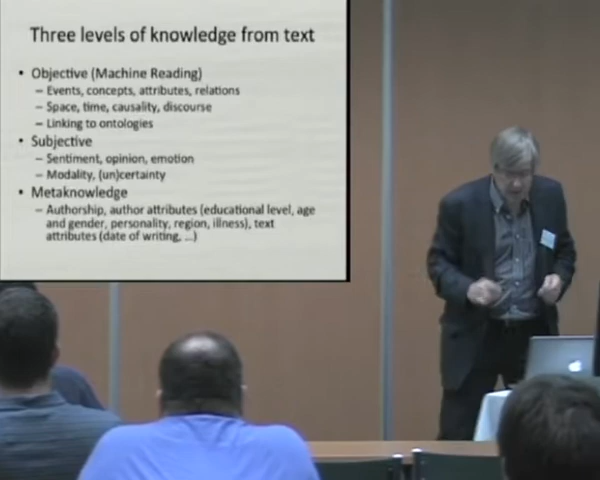 Three levels of knowledge from text
• Objective (Machine Reading)
– Events, concepts, attributes, relations
– Space, time, causality, discourse
– Linking to ontologies
• Subjective
– Sentiment, opinion, emotion
– Modality, (un)certainty
• Metaknowledge
– Authorship, author attributes (educational level, age
and gender, personality, region, illness), text
attributes (date of writing, ...)